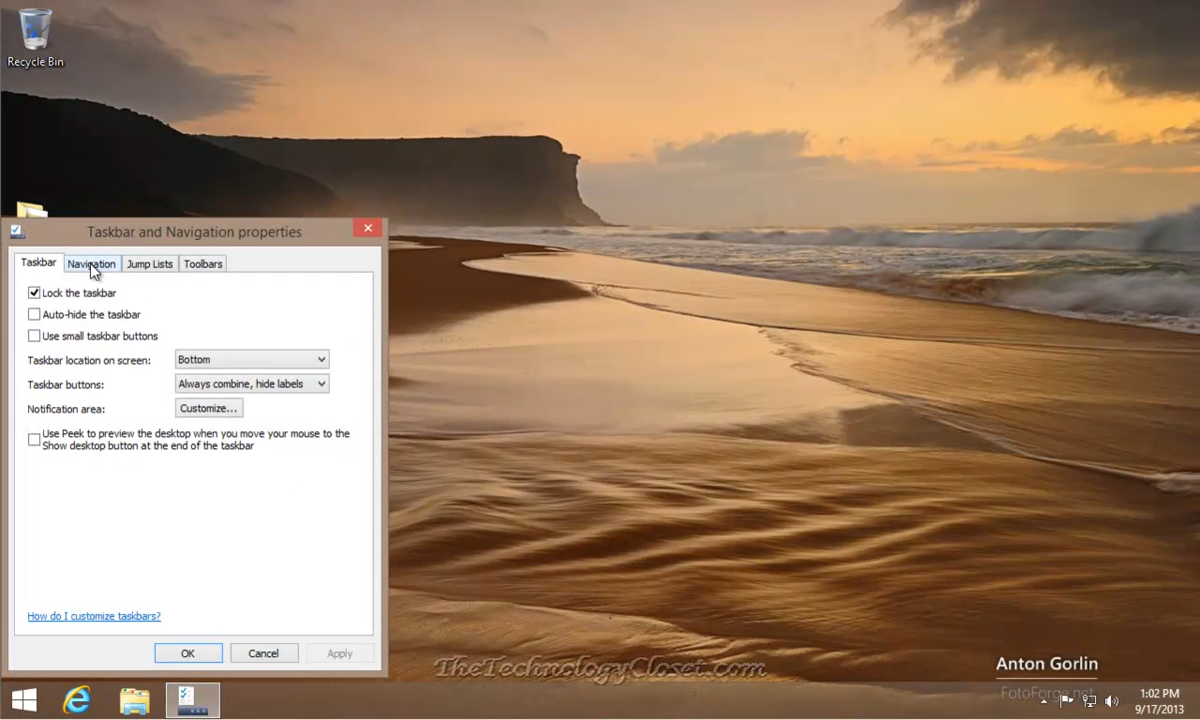 Recycle Bin
Taskbar and Navigation properties
Taskbar Navigation Jump Lists Toolbars
Lock the taskbar
Auto-hide the taskbar
Use small taskbar buttons
Taskbar location on screen: Bottom
Taskbar buttons: Always combine, hide labels
Notification area: Customize...
Use Peek to preview the desktop when you move your mouse to the
Show desktop button at the end of the taskbar
How do I customize taskbars?
OK Cancel Apply
TheTechnologyCloset.com
Anton Gorlin
FotoForge.net
1:02 PM
9/17/2013